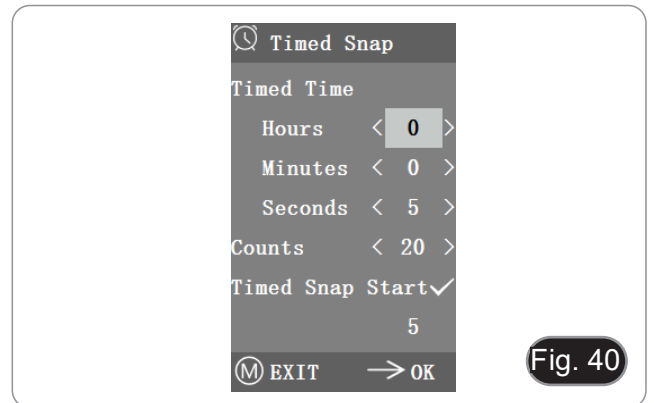 Timed Snap
Timed Time
Hours < 0 >
Minutes < 0 >
Seconds < 5 >
Counts < 20 >
Timed Snap Start✓
5
Ⓜ EXIT → OK
Fig. 40